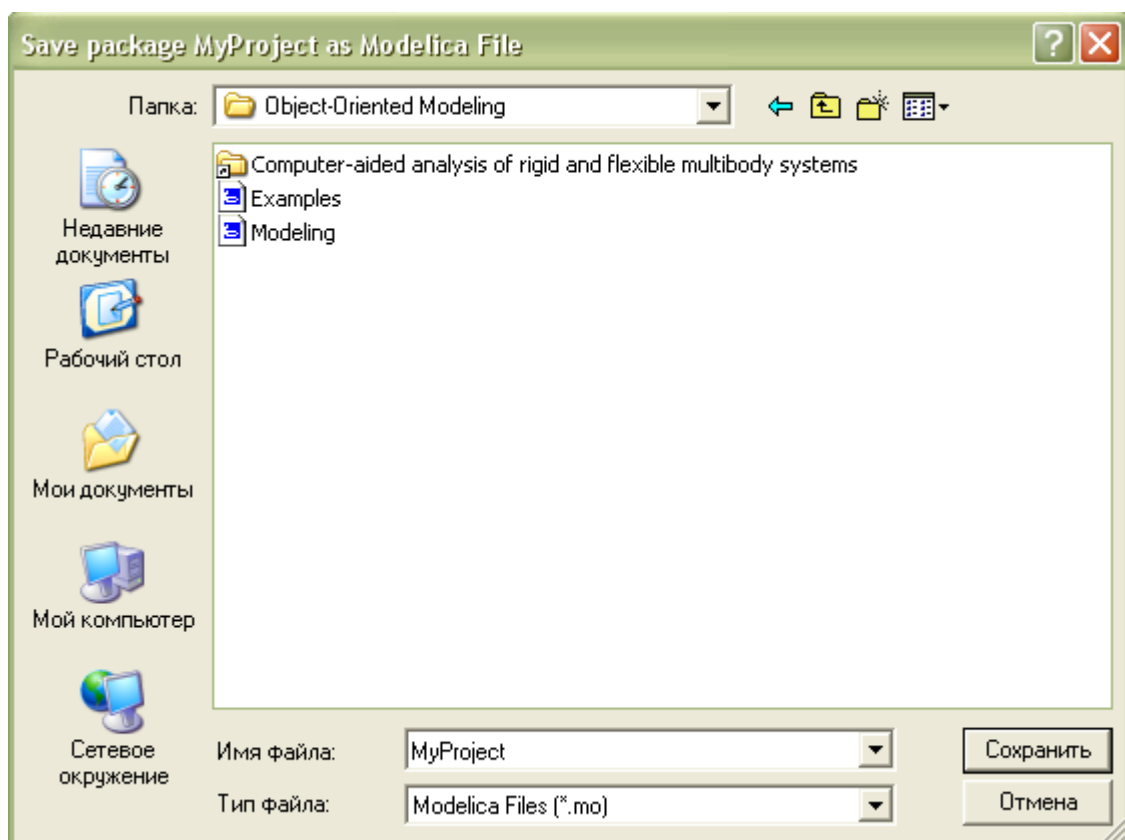 Save package MyProject as Modelica File
Папка:
Object-Oriented Modeling
Computer-aided analysis of rigid and flexible multibody systems
Examples
Modeling
Недавние
документы
Рабочий стол
Мои документы
Мой компьютер
Сетевое
окружение
Имя файла:
MyProject
Сохранить
Тип файла:
Modelica Files (*.mo)
Отмена